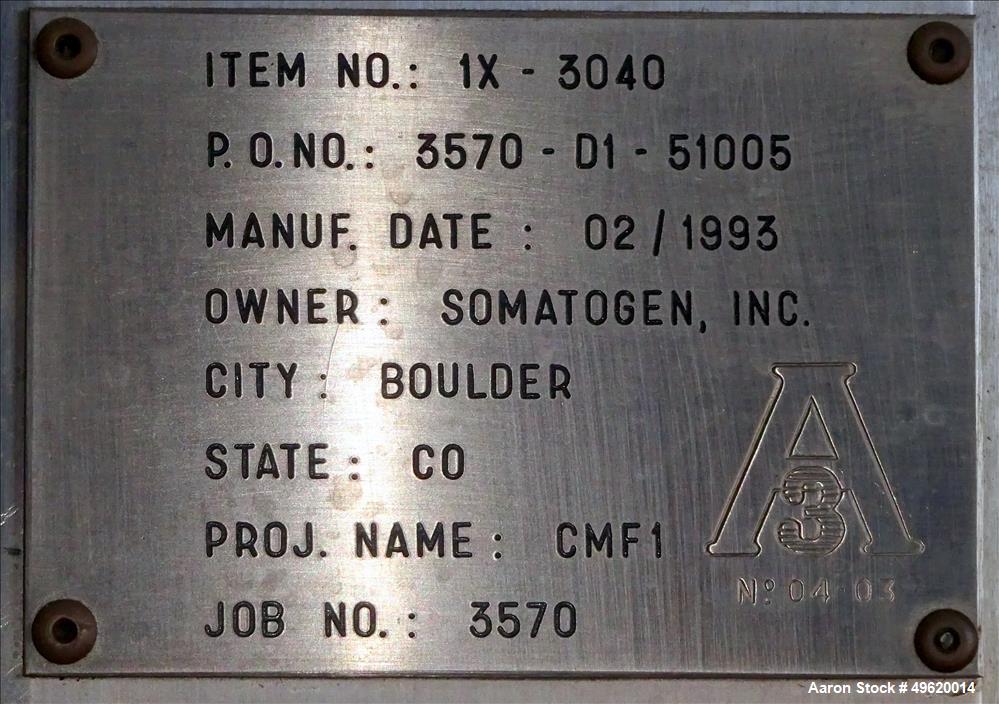 ITEM NO.: 1X - 3040
P.O.NO.: 3570 - D1 - 51005
MANUF. DATE : 02/1993
OWNER: SOMATOGEN, INC.
CITY: BOULDER
STATE: CO
PROJ. NAME: CMF1
JOB NO.: 3570
A
3
Nº 04-03
Aaron Stock # 49620014